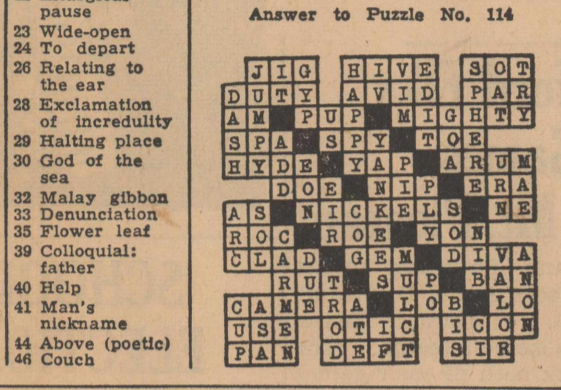 pause
23 Wide-open
24 To depart
26 Relating to
the ear
28 Exclamation
of incredulity
29 Halting place
30 God of the
sea
32 Malay gibbon
33 Denunciation
35 Flower leaf
39 Colloquial:
father
40 Help
41 Man's
nickname
44 Above (poetic)
46 Couch
Answer to Puzzle No. 114
JIG HIVE SOT
DUTY AVID PAR
AM PUP MIGHTY
SPA SPY TOE
HYDE YAP ARUM
DOE NIP ERA
AS NICKELS NE
ROC ROE YON
CLAD GEM DIVA
RUT SUP BAN
CAMERA LOB LO
USE OTIC ICON
PAN DEFT SIR